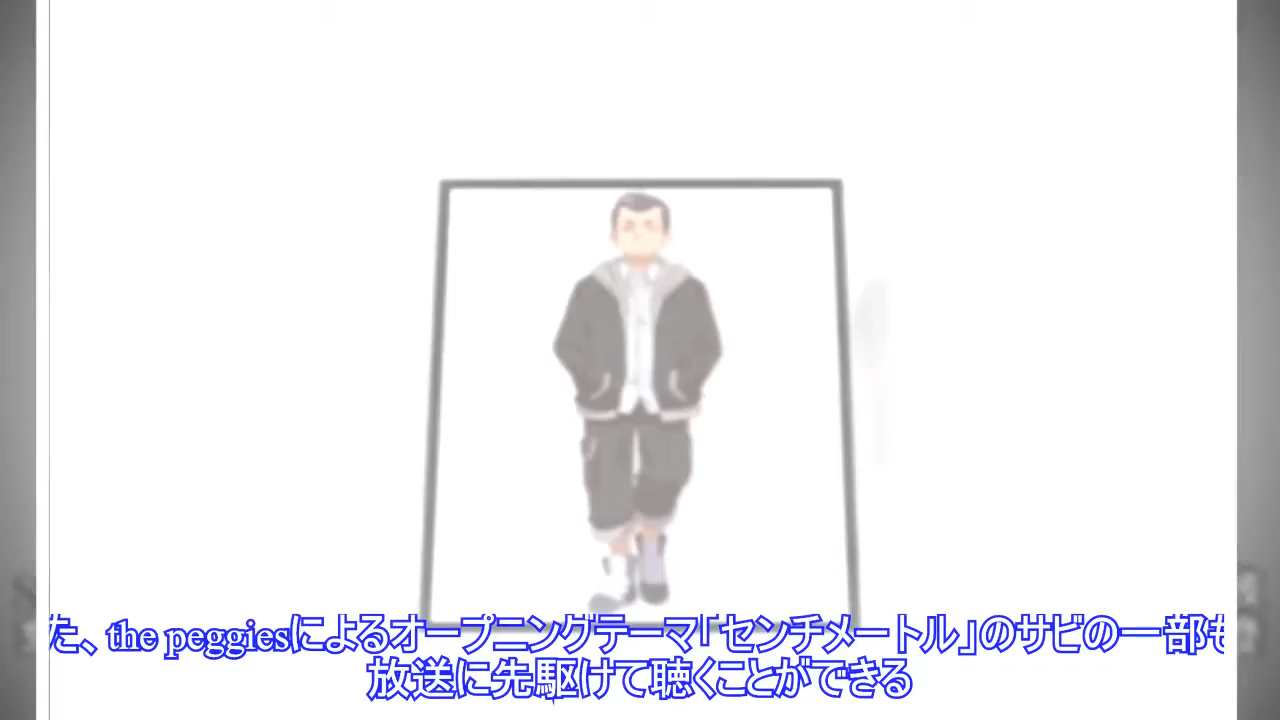 た、the peggiesによるオープニングテーマ「センチメートル」のサビの一部も
放送に先駆けて聴くことができる